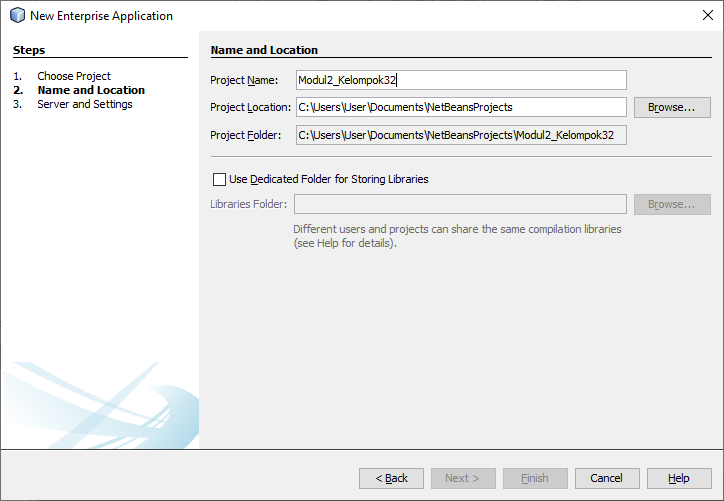 New Enterprise Application
Steps
1. Choose Project
2. Name and Location
3. Server and Settings
Name and Location
Project Name: Modul2_Kelompok32
Project Location: C:\Users\User\Documents\NetBeansProjects Browse...
Project Folder: C:\Users\User\Documents\NetBeansProjects\Modul2_Kelompok32
Use Dedicated Folder for Storing Libraries
Libraries Folder: Browse...
Different users and projects can share the same compilation libraries
(see Help for details).
< Back Next > Finish Cancel Help